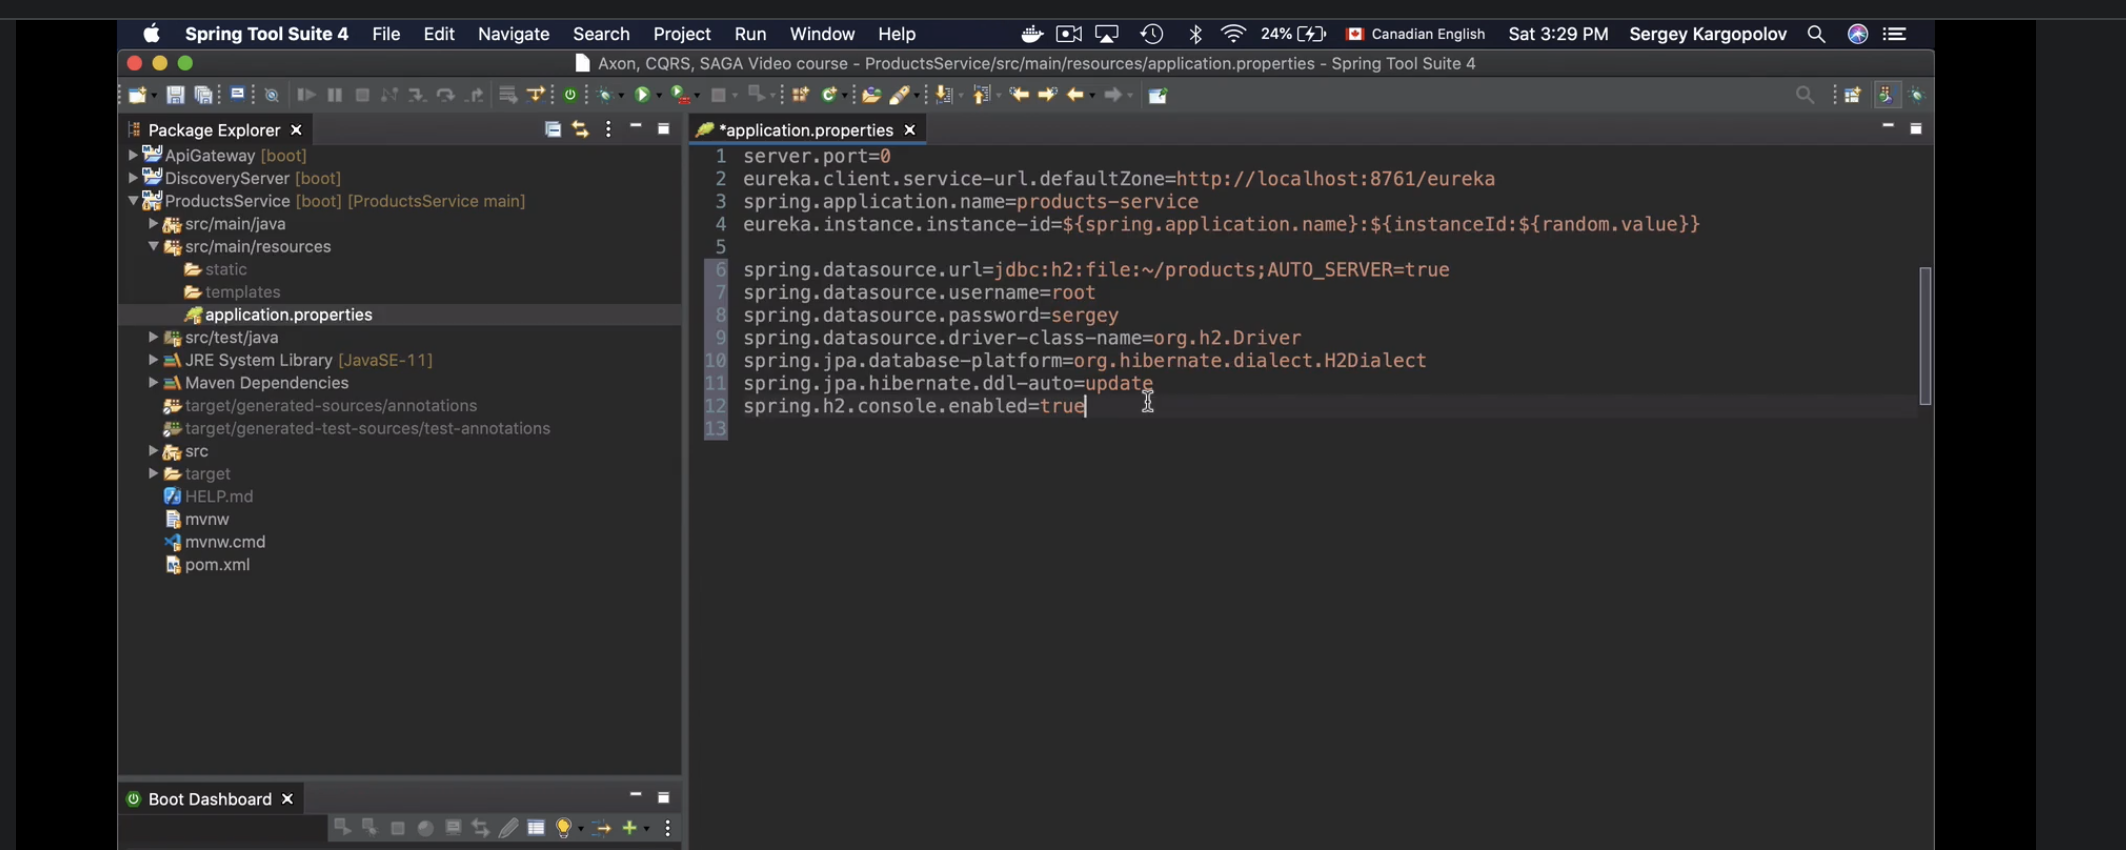 Spring Tool Suite 4 File Edit Navigate Search Project Run Window Help 24% Canadian English Sat 3:29 PM Sergey Kargopolov
Axon, CQRS, SAGA Video course - ProductsService/src/main/resources/application.properties - Spring Tool Suite 4
Package Explorer
ApiGateway [boot]
DiscoveryServer [boot]
ProductsService [boot] [ProductsService main]
src/main/java
src/main/resources
static
templates
application.properties
src/test/java
JRE System Library [JavaSE-11]
Maven Dependencies
target/generated-sources/annotations
target/generated-test-sources/test-annotations
src
target
HELP.md
mvnw
mvnw.cmd
pom.xml
Boot Dashboard
*application.properties
1 server.port=0
2 eureka.client.service-url.defaultZone=http://localhost:8761/eureka
3 spring.application.name=products-service
4 eureka.instance.instance-id=${spring.application.name}:${instanceId:${random.value}}
5
6 spring.datasource.url=jdbc:h2:file:~/products;AUTO_SERVER=true
7 spring.datasource.username=root
8 spring.datasource.password=sergey
9 spring.datasource.driver-class-name=org.h2.Driver
10 spring.jpa.database-platform=org.hibernate.dialect.H2Dialect
11 spring.jpa.hibernate.ddl-auto=update
12 spring.h2.console.enabled=true
13